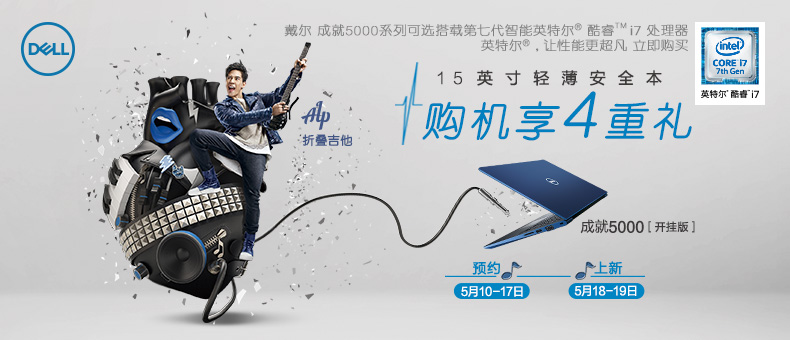 DELL
戴尔 成就5000系列可选搭载第七代智能英特尔® 酷睿™ i7 处理器
英特尔®，让性能更超凡 立即购买
intel
CORE i7
7th Gen
英特尔®酷睿™i7
15英寸轻薄安全本
购机享4重礼
Alp
折叠吉他
成就5000 [开挂版]
预约 上新
5月10-17日 5月18-19日